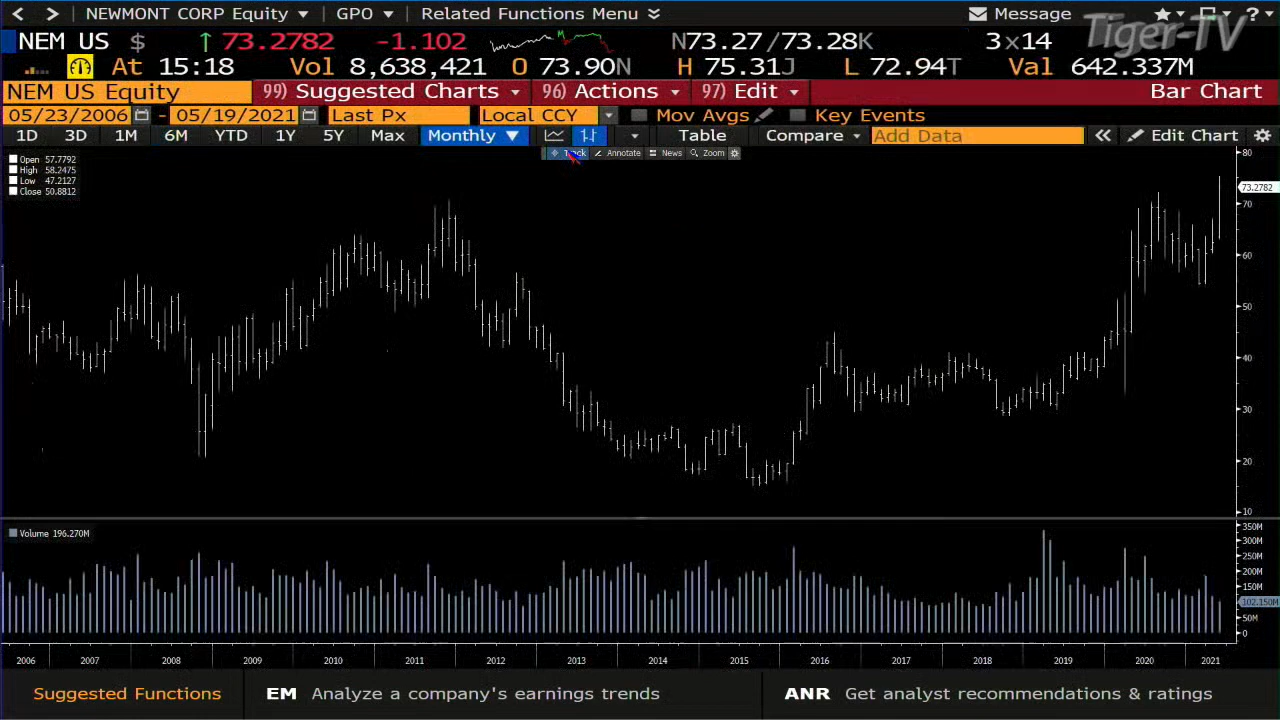 NEWMONT CORP Equity GPO Related Functions Menu Message ?
NEM US $ ↑ 73.2782 -1.102 N73.27/73.28K 3x14 Tiger-TV
At 15:18 Vol 8,638,421 O 73.90N H 75.31J L 72.94T Val 642.337M
NEM US Equity 99) Suggested Charts 96) Actions 97) Edit Bar Chart
05/23/2006 - 05/19/2021 Last Px Local CCY Mov Avgs Key Events
1D 3D 1M 6M YTD 1Y 5Y Max Monthly ▼ Table Compare Add Data « Edit Chart
Track Annotate News Zoom
Open 57.7792
High 58.2475
Low 47.2127
Close 50.8812
80
73.2782
70
60
50
40
30
20
10
Volume 196.270M
350M
300M
250M
200M
150M
102.150M
50M
0
2006 2007 2008 2009 2010 2011 2012 2013 2014 2015 2016 2017 2018 2019 2020 2021
Suggested Functions EM Analyze a company's earnings trends ANR Get analyst recommendations & ratings